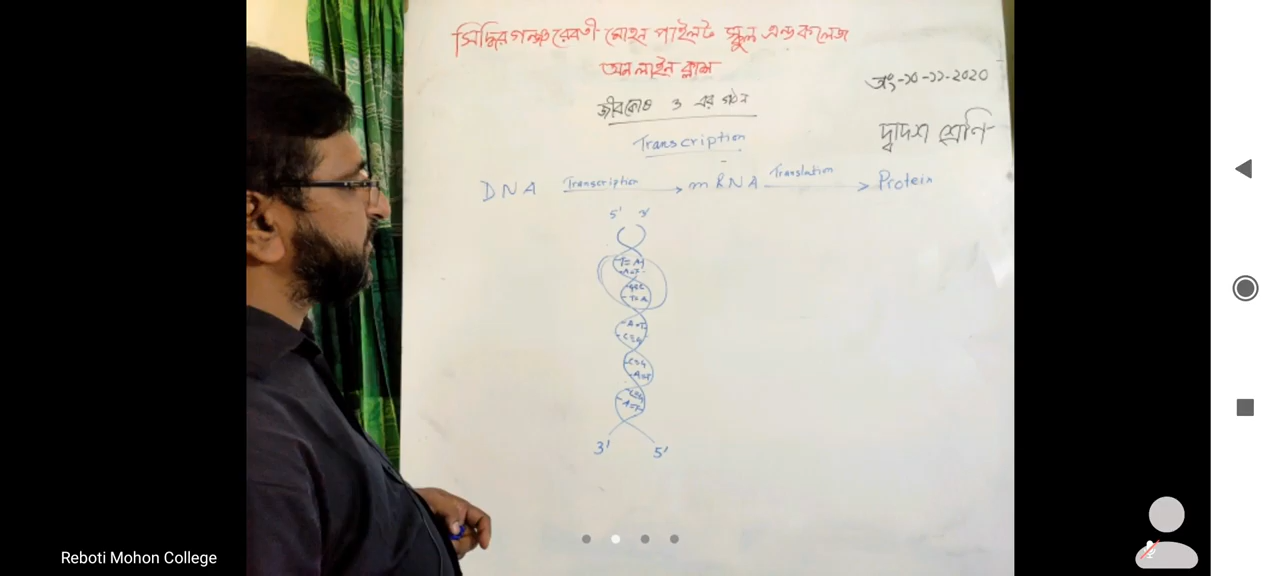 সিদ্ধিরগঞ্জ রেবতী মোহন পাইলট স্কুল এন্ড কলেজ
অনলাইন ক্লাস
তাং-১০-১১-2020
জীবকোষ ও এর গঠন
দ্বাদশ শ্রেণি
Transcription
DNA Transcription mRNA Translation Protein
5' 3'
T=A
A=T
T=A
A=T
C≡G
C≡G
A=T
C≡G
A=T
3' 5'
Reboti Mohon College